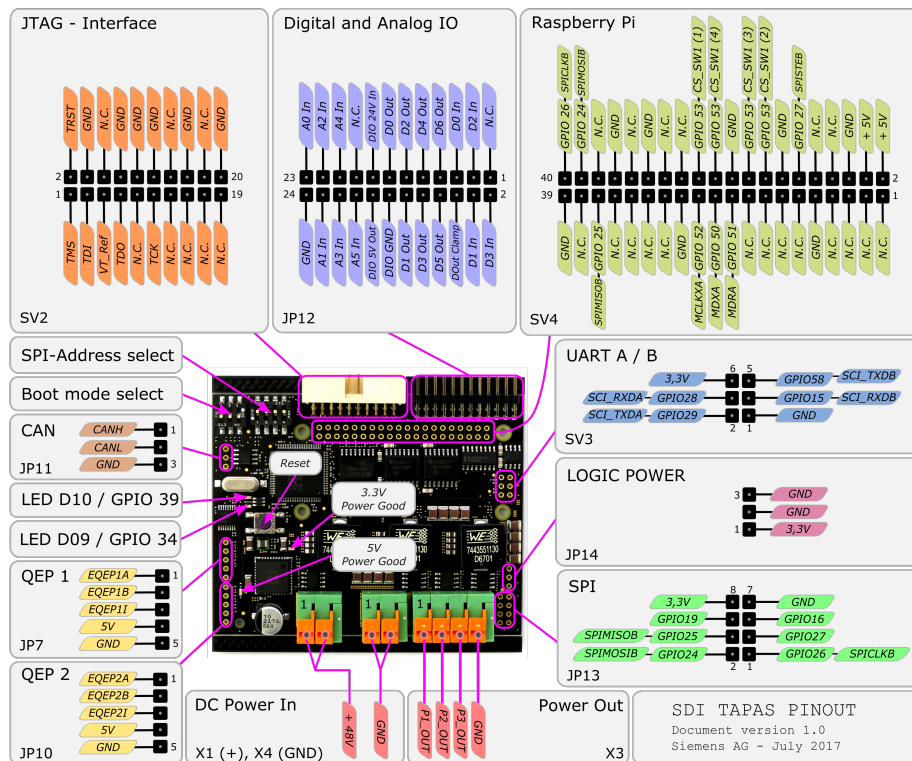 JTAG - Interface
TRST GND N.C. GND GND GND N.C. GND N.C. GND
2 20
1 19
TMS TDI VT_Ref TDO N.C. TCK N.C. N.C. N.C. N.C.
SV2
Digital and Analog IO
A0 In A2 In A4 In N.C. DIO 24V In D0 Out D2 Out D4 Out D6 Out D0 In D2 In N.C.
23 1
24 2
GND A1 In A3 In A5 In DIO 5V Out DIO GND D1 Out D3 Out D5 Out DOut Clamp D1 In D3 In
JP12
Raspberry Pi
SPICLKB SPIMOSIB CS_SW1 (1) CS_SW1 (4) CS_SW1 (3) CS_SW1 (2) SPISTEB
GPIO 26 GPIO 24 N.C. GND N.C. N.C. GND N.C. GPIO 53 GPIO 53 GND GPIO 53 GPIO 53 N.C. GPIO 27 N.C. N.C. GND + 5V + 5V
40 2
39 1
GND N.C. GPIO 25 N.C. N.C. N.C. N.C. GND GPIO 52 GPIO 50 GPIO 51 N.C. N.C. N.C. N.C. GND N.C. N.C. N.C. N.C.
SPIMISOB MCLKXA MDXA MDRA
SV4
SPI-Address select
Boot mode select
CAN
CANH 1
CANL
GND 3
JP11
LED D10 / GPIO 39
LED D09 / GPIO 34
QEP 1
EQEP1A 1
EQEP1B
EQEP1I
5V
GND 5
JP7
QEP 2
EQEP2A 1
EQEP2B
EQEP2I
5V
GND 5
JP10
Reset
3.3V
Power Good
5V
Power Good
WE
7443551130
WE
1130
WE
7443551130
D6701
1 1 1
UART A / B
6 5
3,3V GPIO58 SCI_TXDB
SCI_RXDA GPIO28 GPIO15 SCI_RXDB
SCI_TXDA GPIO29 GND
2 1
SV3
LOGIC POWER
3 GND
GND
1 3,3V
JP14
SPI
8 7
3,3V GND
GPIO19 GPIO16
SPIMISOB GPIO25 GPIO27
SPIMOSIB GPIO24 GPIO26 SPICLKB
2 1
JP13
DC Power In
+ 48V GND
X1 (+), X4 (GND)
P1_OUT P2_OUT P3_OUT GND
Power Out
X3
SDI TAPAS PINOUT
Document version 1.0
Siemens AG - July 2017